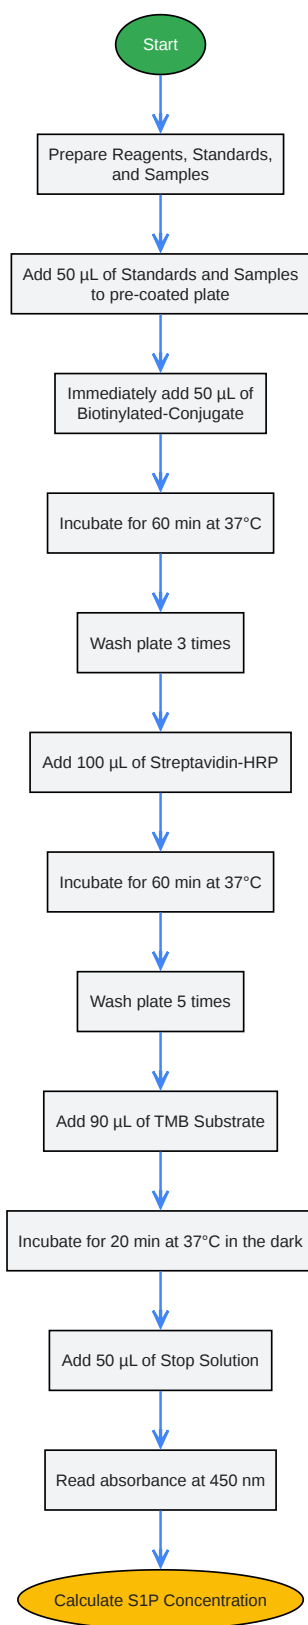 Start
Prepare Reagents, Standards,
and Samples
Add 50 µL of Standards and Samples
to pre-coated plate
Immediately add 50 µL of
Biotinylated-Conjugate
Incubate for 60 min at 37°C
Wash plate 3 times
Add 100 µL of Streptavidin-HRP
Incubate for 60 min at 37°C
Wash plate 5 times
Add 90 µL of TMB Substrate
Incubate for 20 min at 37°C in the dark
Add 50 µL of Stop Solution
Read absorbance at 450 nm
Calculate S1P Concentration